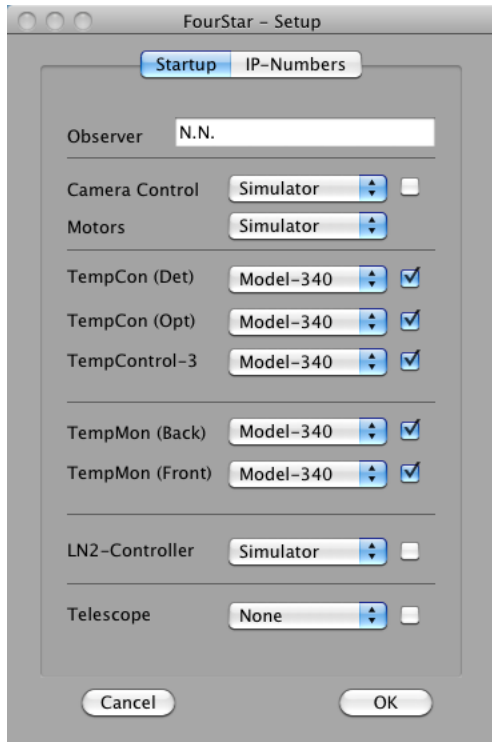 FourStar - Setup
Startup IP-Numbers
Observer N.N.
Camera Control Simulator
Motors Simulator
TempCon (Det) Model-340
TempCon (Opt) Model-340
TempControl-3 Model-340
TempMon (Back) Model-340
TempMon (Front) Model-340
LN2-Controller Simulator
Telescope None
Cancel OK